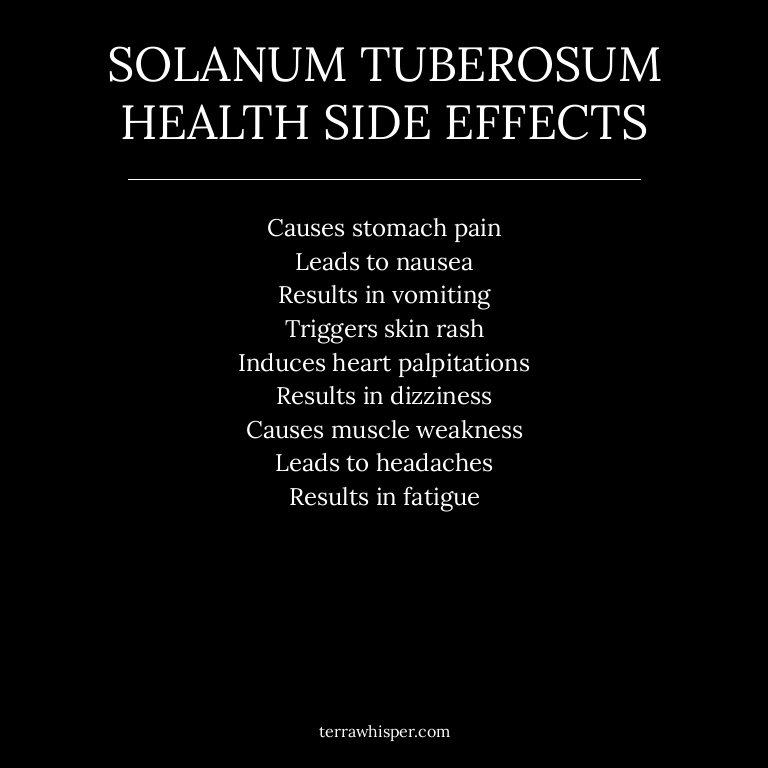 SOLANUM TUBEROSUM
HEALTH SIDE EFFECTS
Causes stomach pain
Leads to nausea
Results in vomiting
Triggers skin rash
Induces heart palpitations
Results in dizziness
Causes muscle weakness
Leads to headaches
Results in fatigue
terrawhisper.com